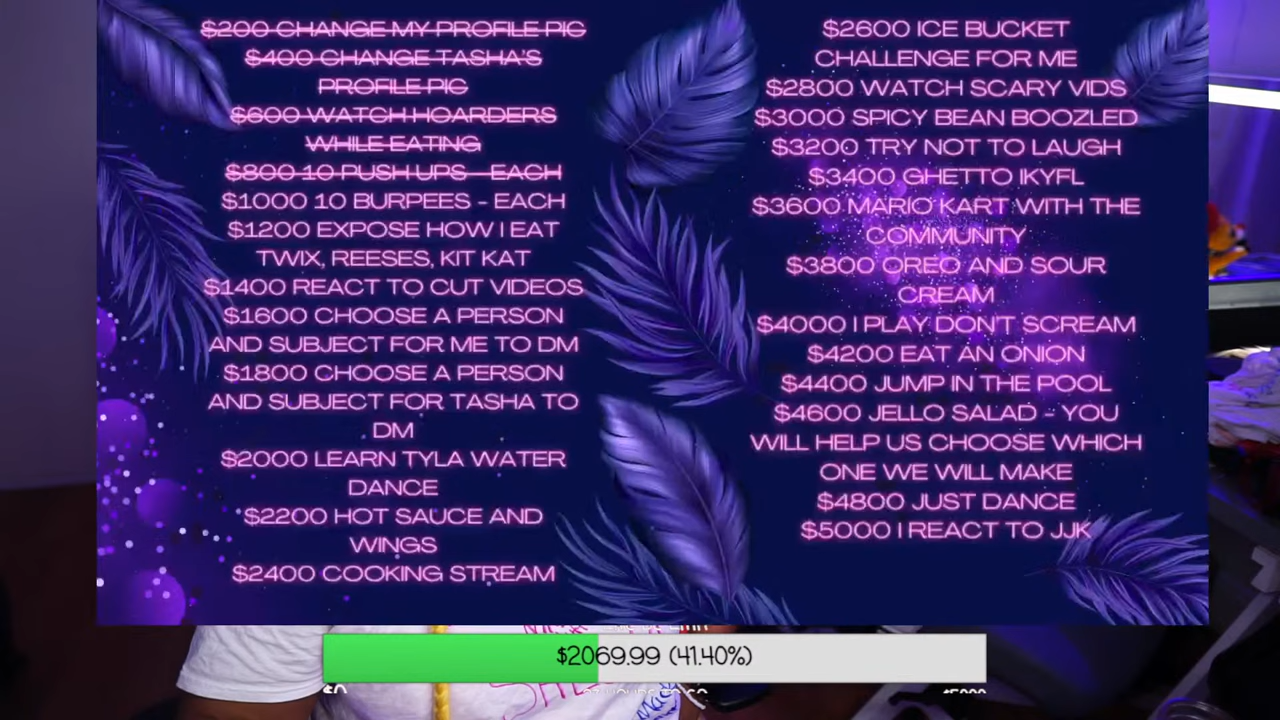 $200 CHANGE MY PROFILE PIC
$400 CHANGE TASHA'S
PROFILE PIC
$600 WATCH HOARDERS
WHILE EATING
$800 10 PUSH UPS - EACH
$1000 10 BURPEES - EACH
$1200 EXPOSE HOW I EAT
TWIX, REESES, KIT KAT
$1400 REACT TO CUT VIDEOS
$1600 CHOOSE A PERSON
AND SUBJECT FOR ME TO DM
$1800 CHOOSE A PERSON
AND SUBJECT FOR TASHA TO
DM
$2000 LEARN TYLA WATER
DANCE
$2200 HOT SAUCE AND
WINGS
$2400 COOKING STREAM
$2600 ICE BUCKET
CHALLENGE FOR ME
$2800 WATCH SCARY VIDS
$3000 SPICY BEAN BOOZLED
$3200 TRY NOT TO LAUGH
$3400 GHETTO IKYFL
$3600 MARIO KART WITH THE
COMMUNITY
$3800 OREO AND SOUR
CREAM
$4000 I PLAY DON'T SCREAM
$4200 EAT AN ONION
$4400 JUMP IN THE POOL
$4600 JELLO SALAD - YOU
WILL HELP US CHOOSE WHICH
ONE WE WILL MAKE
$4800 JUST DANCE
$5000 I REACT TO JJK
$2069.99 (41.40%)